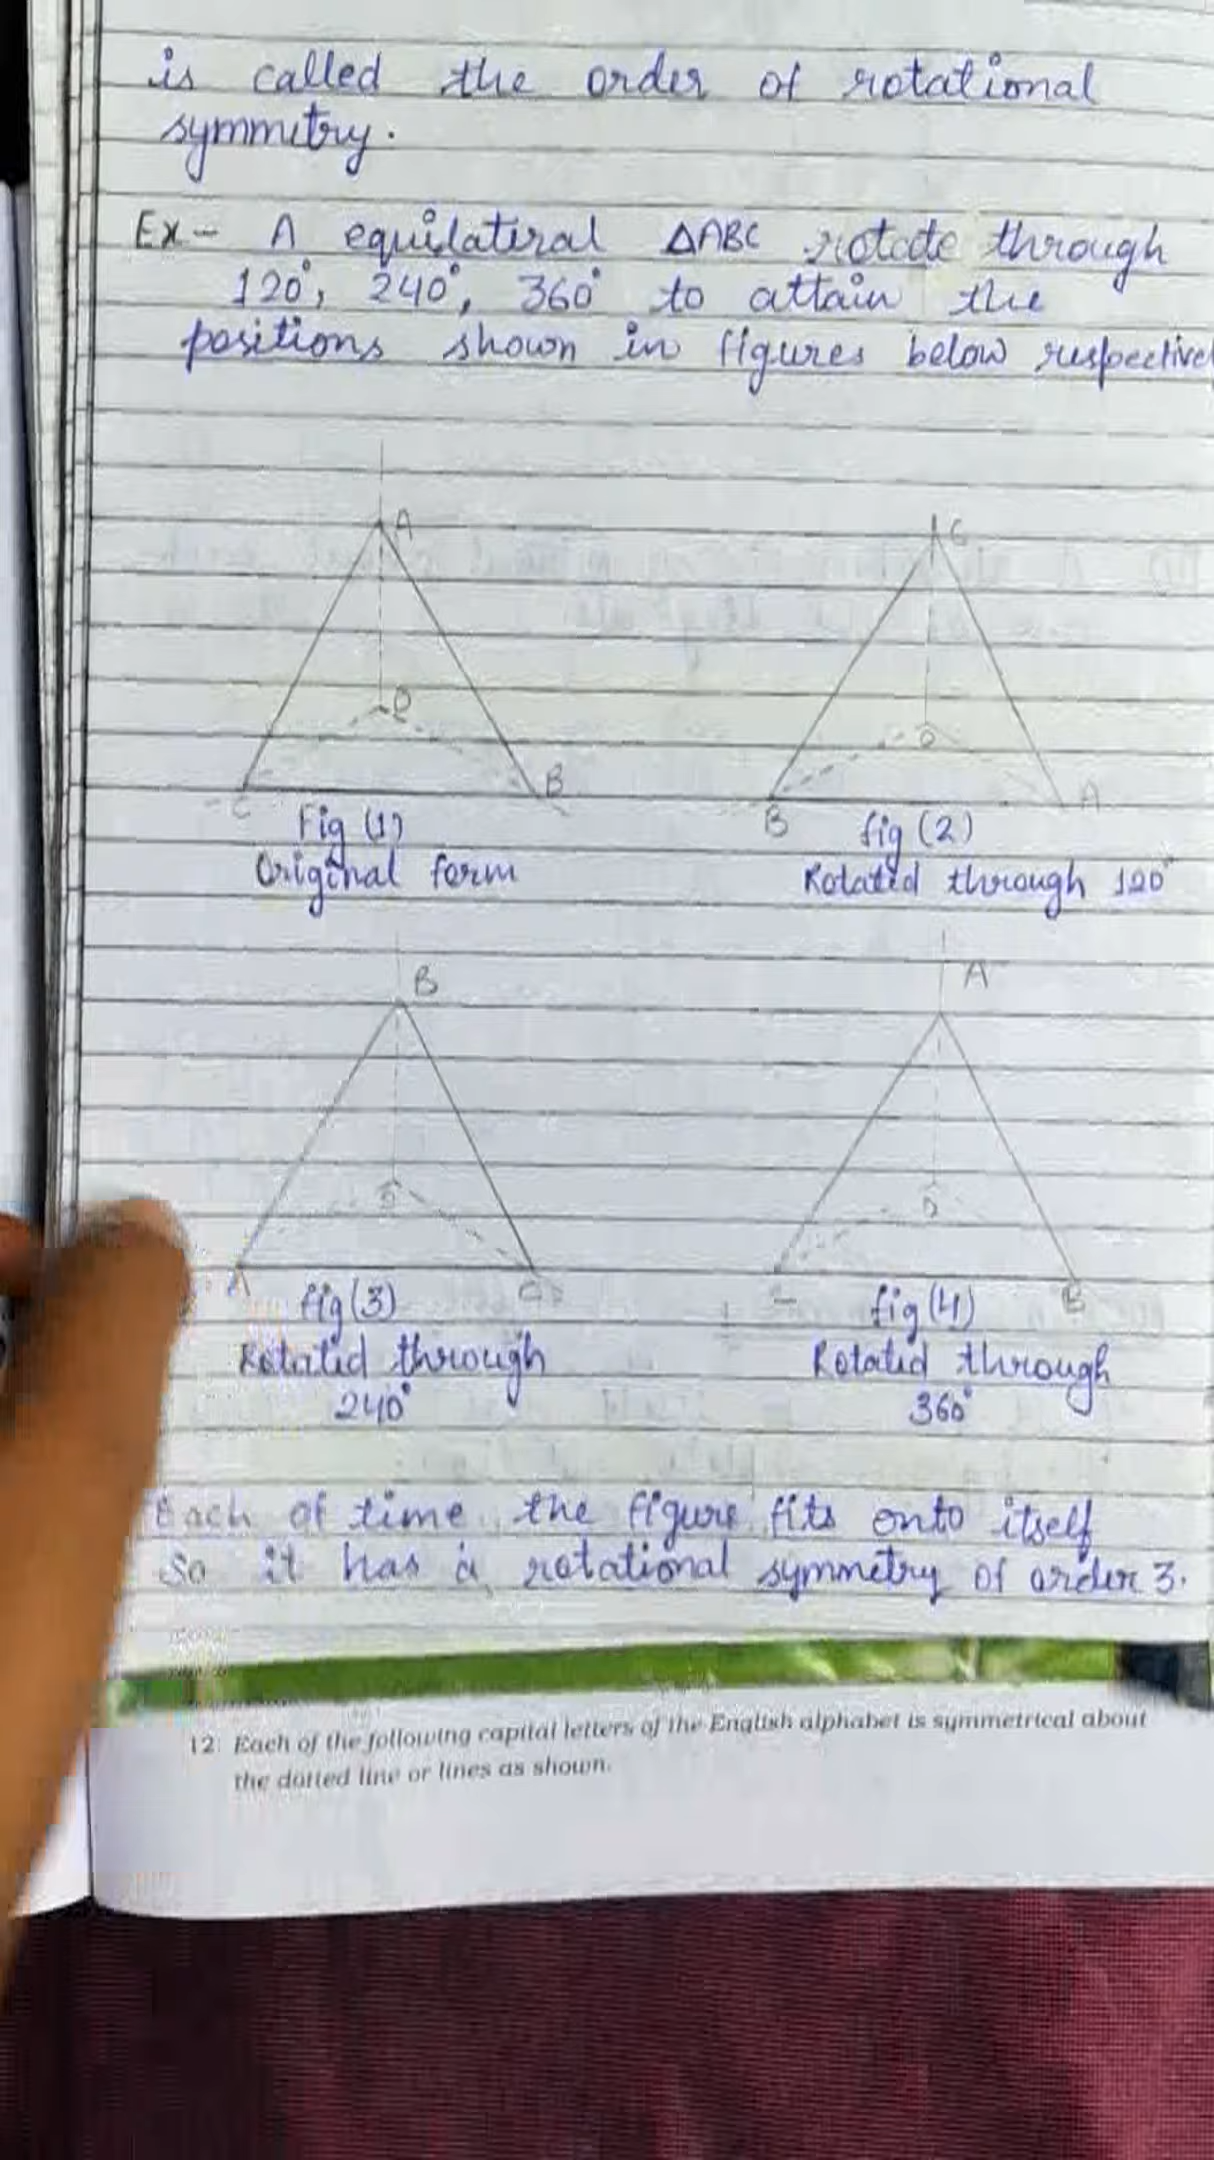 is called the order of rotational
symmetry.
Ex- A equilateral △ABC rotate through
120°, 240°, 360° to attain the
positions shown in figures below respective
A
C
O
O
C B
B A
Fig (1) fig (2)
Original form Rotated through 120°
B A
O O
A C B
fig (3) fig (4)
Rotated through Rotated through
240° 360°
Each of time the figure fits onto itself
So it has a rotational symmetry of order 3.
12. Each of the following capital letters of the English alphabet is symmetrical about
the dotted line or lines as shown.